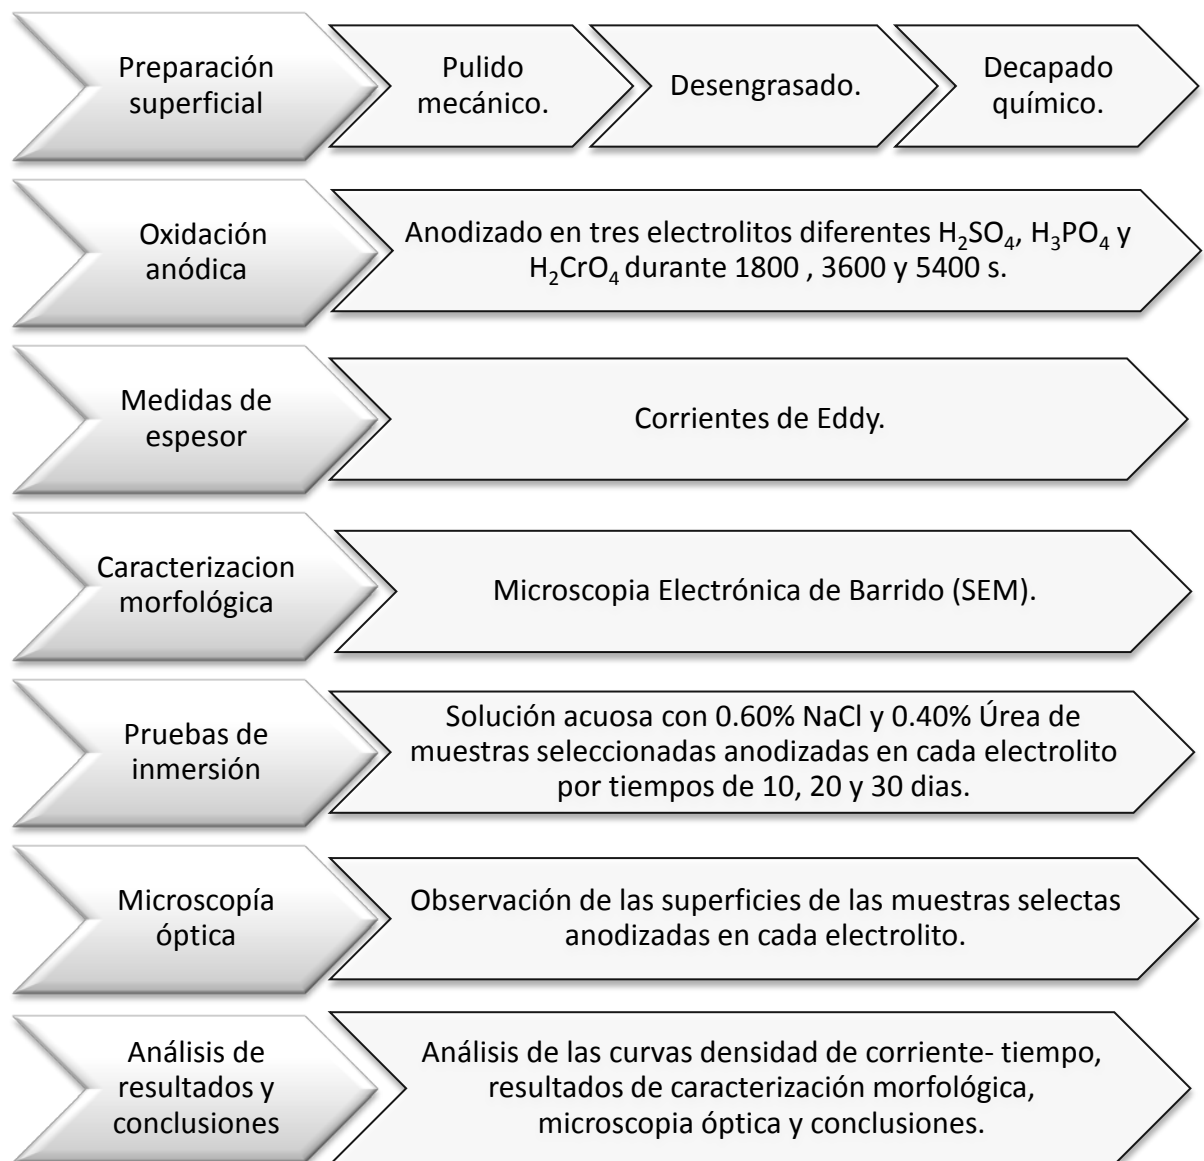 Preparación
superficial
Pulido
mecánico.
Desengrasado.
Decapado
químico.
Oxidación
anódica
Anodizado en tres electrolitos diferentes H₂SO₄, H₃PO₄ y
H₂CrO₄ durante 1800 , 3600 y 5400 s.
Medidas de
espesor
Corrientes de Eddy.
Caracterizacion
morfológica
Microscopia Electrónica de Barrido (SEM).
Pruebas de
inmersión
Solución acuosa con 0.60% NaCl y 0.40% Úrea de
muestras seleccionadas anodizadas en cada electrolito
por tiempos de 10, 20 y 30 dias.
Microscopía
óptica
Observación de las superficies de las muestras selectas
anodizadas en cada electrolito.
Análisis de
resultados y
conclusiones
Análisis de las curvas densidad de corriente- tiempo,
resultados de caracterización morfológica,
microscopia óptica y conclusiones.